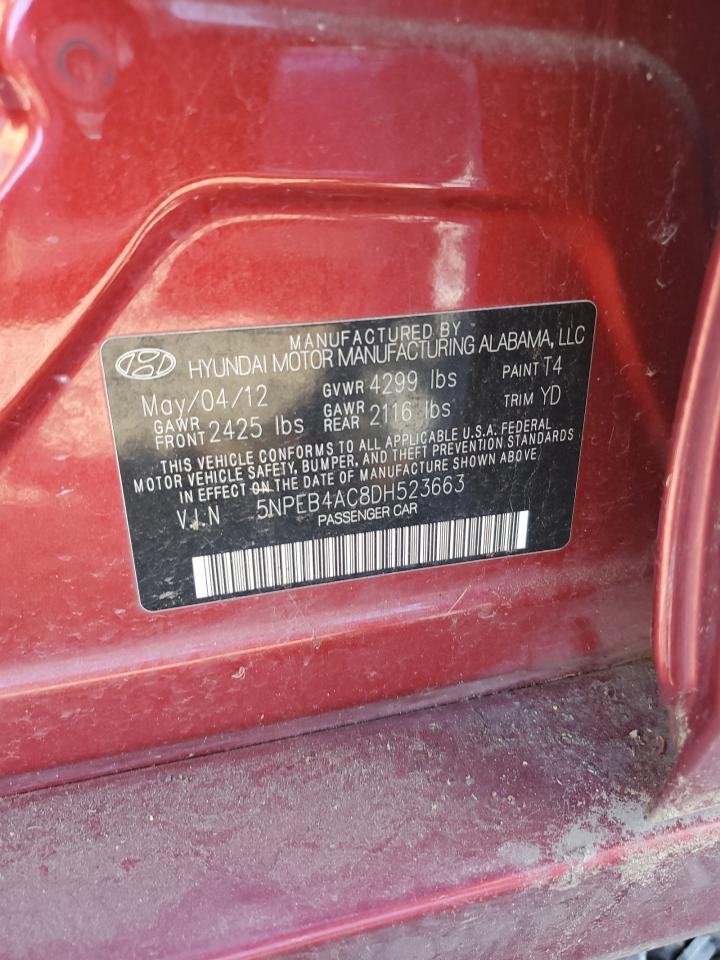 MANUFACTURED BY
HYUNDAI MOTOR MANUFACTURING ALABAMA, LLC
May/04/12 GVWR 4299 lbs PAINT T4
GAWR FRONT 2425 lbs GAWR REAR 2116 lbs TRIM YD
THIS VEHICLE CONFORMS TO ALL APPLICABLE U.S.A. FEDERAL
MOTOR VEHICLE SAFETY, BUMPER, AND THEFT PREVENTION STANDARDS
IN EFFECT ON THE DATE OF MANUFACTURE SHOWN ABOVE
V.I.N 5NPEB4AC8DH523663
PASSENGER CAR